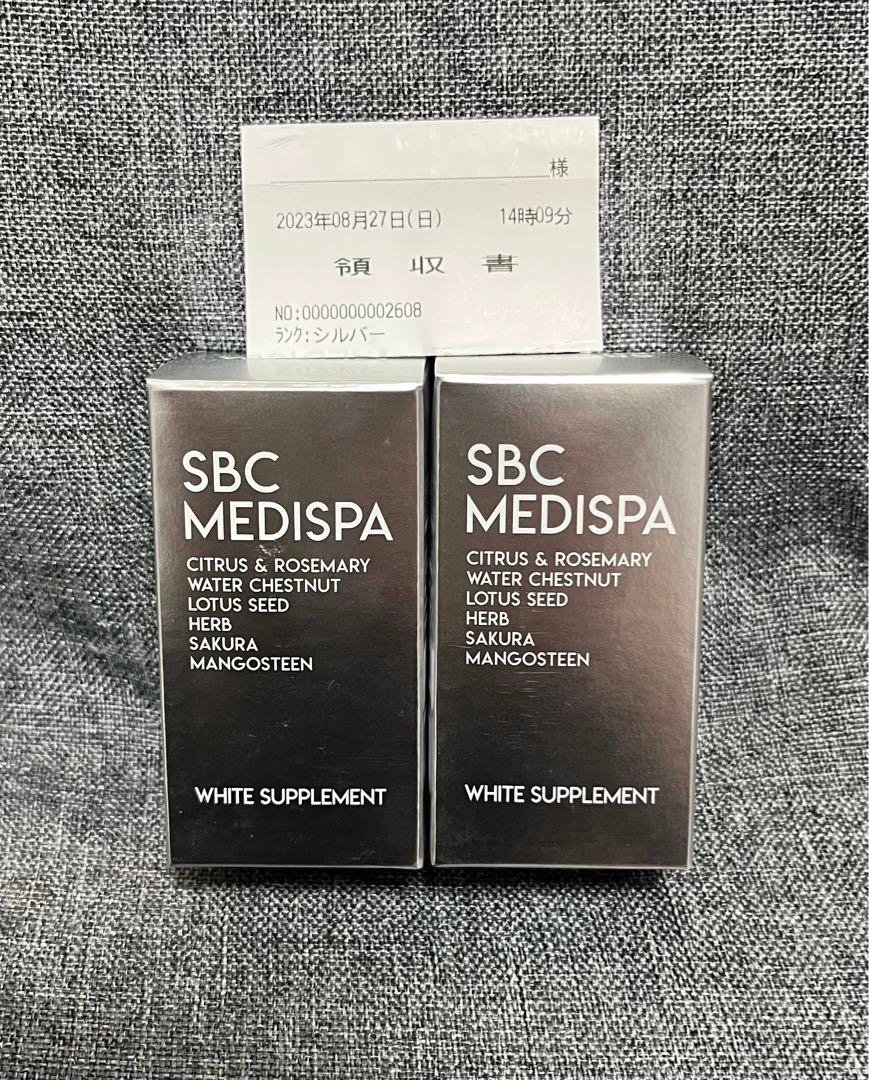 様
2023年08月27日(日) 14時09分
領 収 書
NO:0000000002608
ﾗﾝｸ:シルバー
SBC
MEDISPA
CITRUS & ROSEMARY
WATER CHESTNUT
LOTUS SEED
HERB
SAKURA
MANGOSTEEN
WHITE SUPPLEMENT
SBC
MEDISPA
CITRUS & ROSEMARY
WATER CHESTNUT
LOTUS SEED
HERB
SAKURA
MANGOSTEEN
WHITE SUPPLEMENT